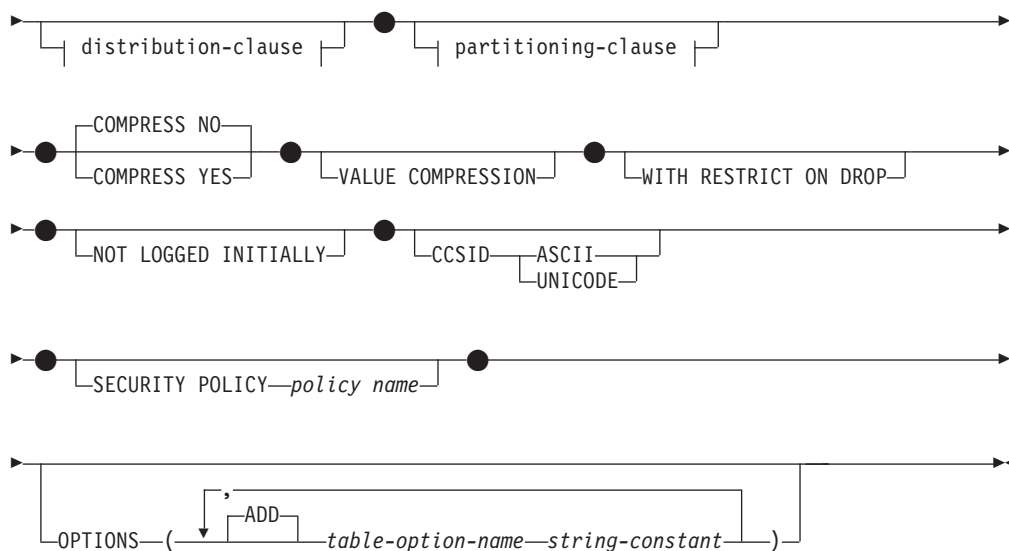 distribution-clause
partitioning-clause
COMPRESS NO
COMPRESS YES
VALUE COMPRESSION
WITH RESTRICT ON DROP
NOT LOGGED INITIALLY
CCSID
ASCII
UNICODE
SECURITY POLICY policy name
,
ADD
OPTIONS ( table-option-name string-constant )